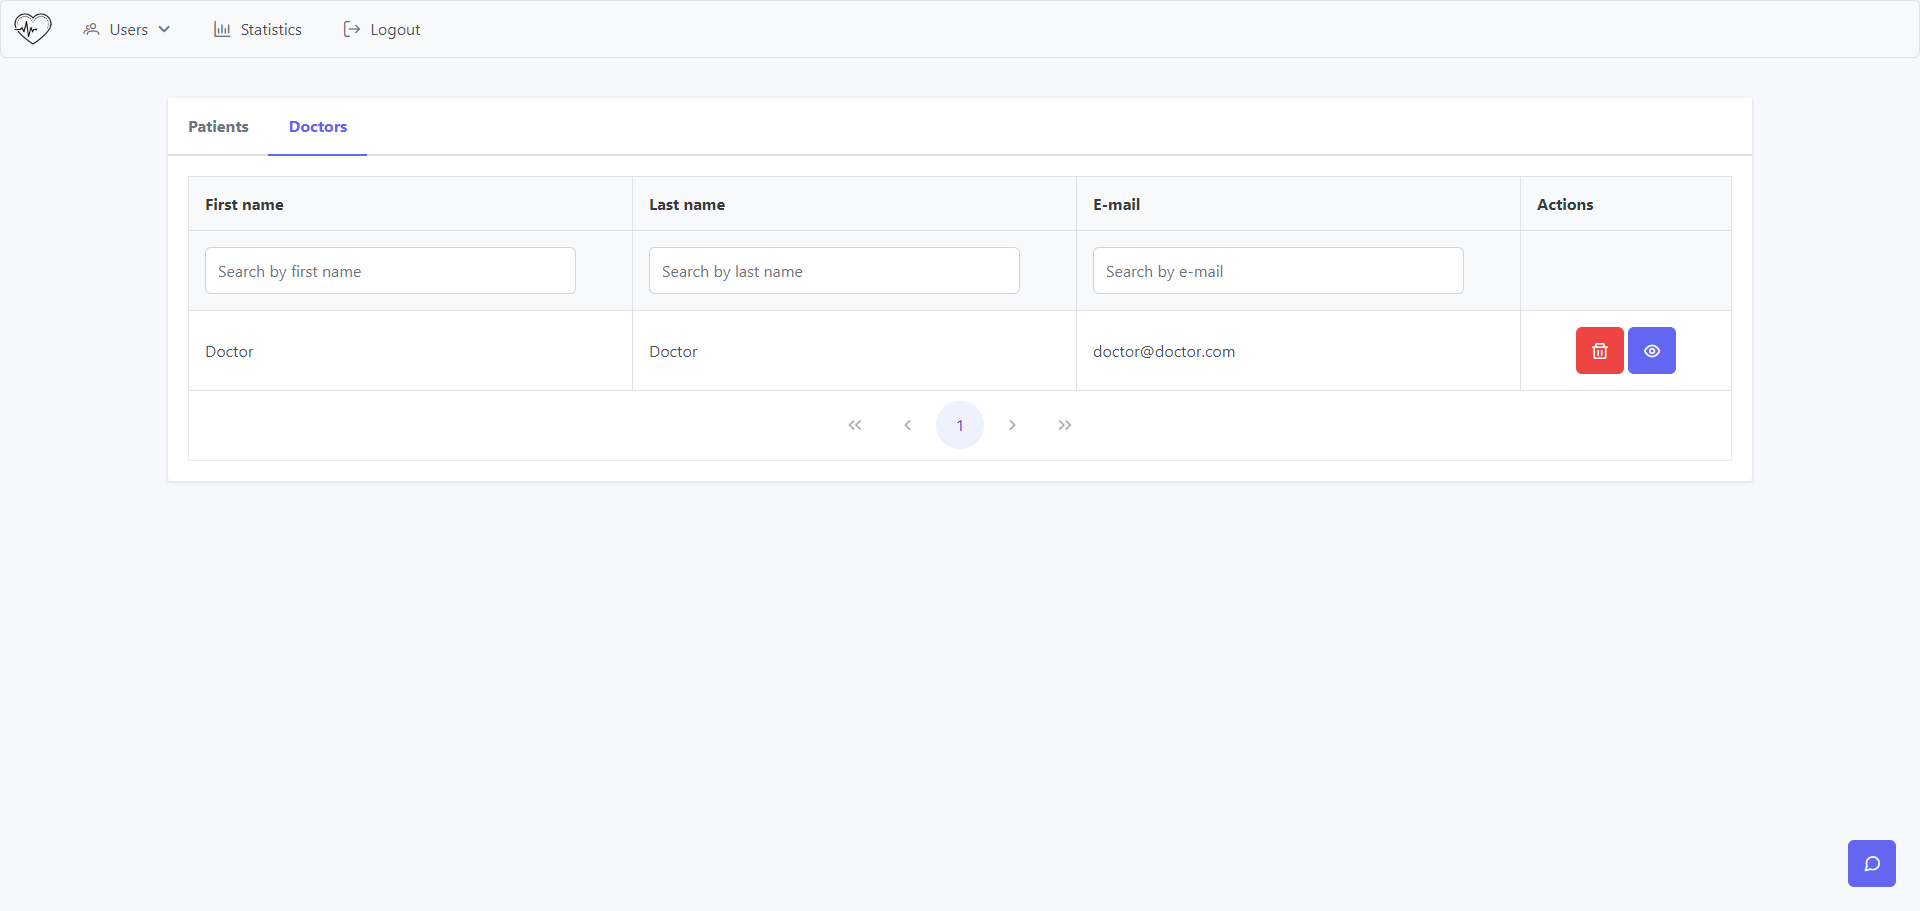 Users Statistics Logout
Patients Doctors
First name Last name E-mail Actions
Search by first name Search by last name Search by e-mail
Doctor Doctor doctor@doctor.com
1